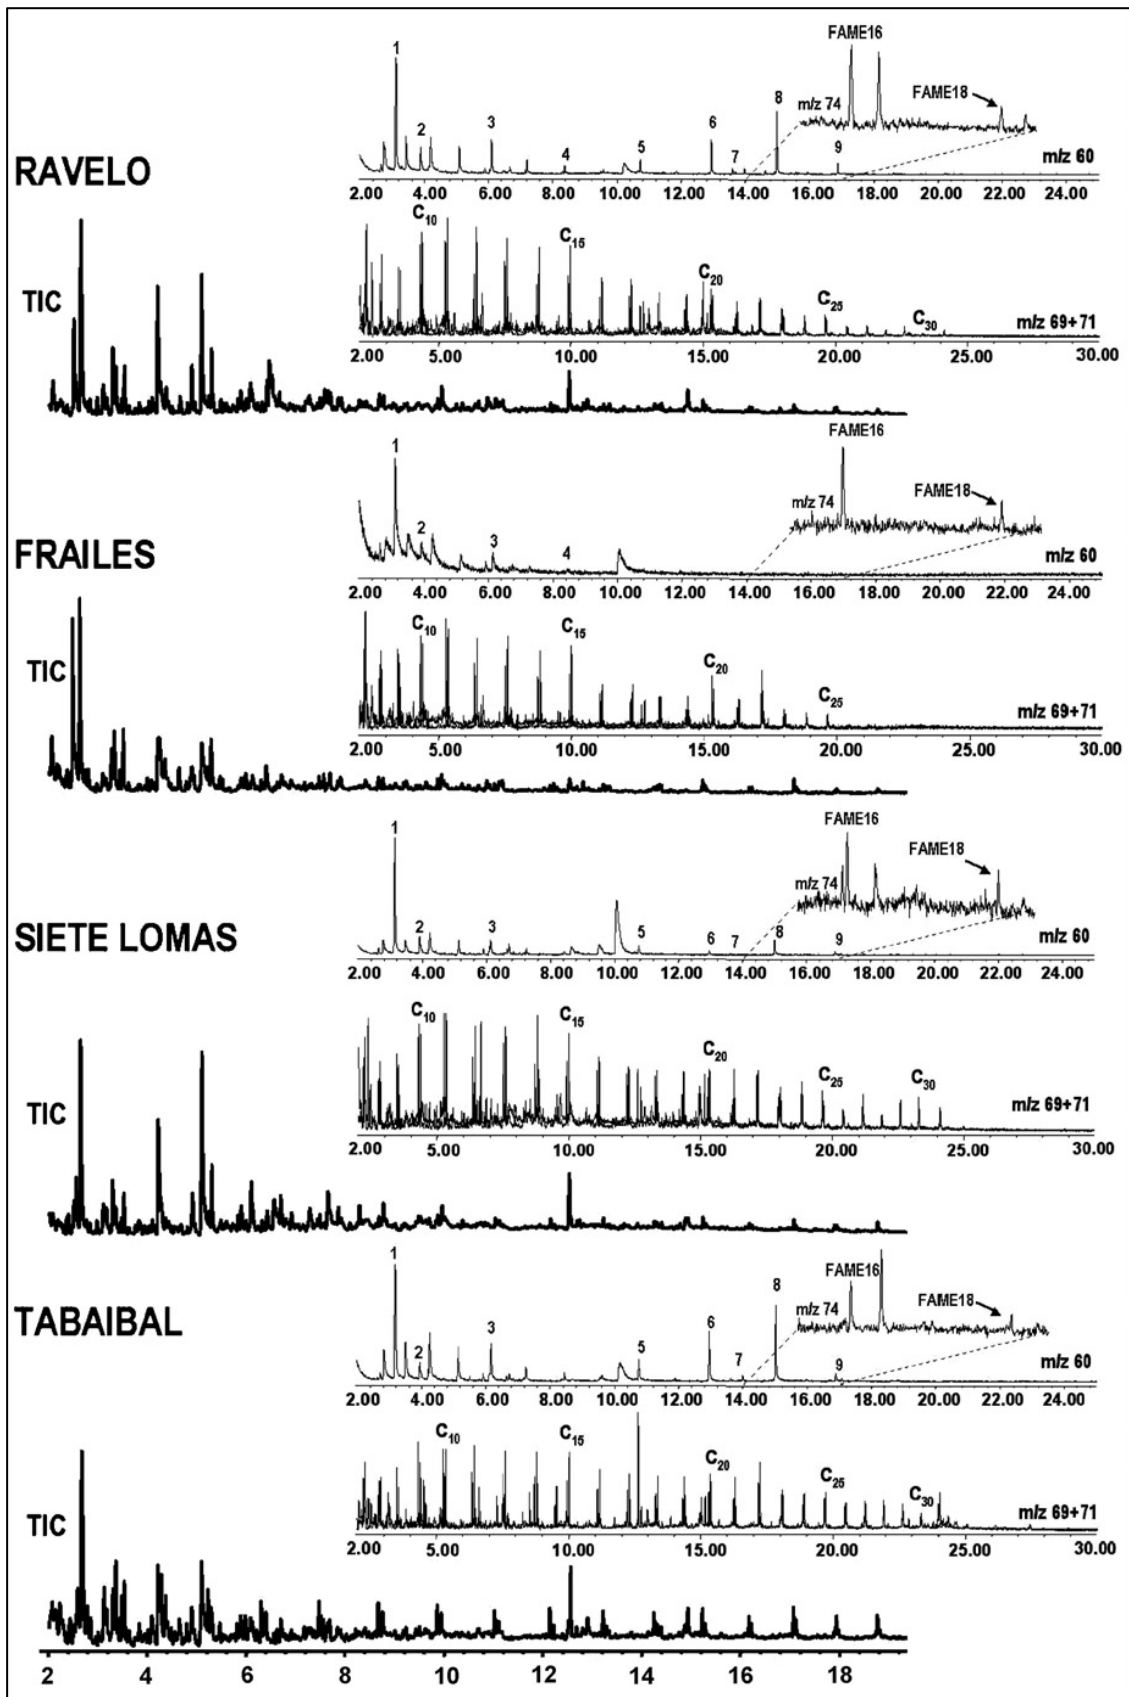 FAME16
1
m/z 74
FAME18
8
2
3
6
4
5
7
9
m/z 60
RAVELO
2.00 4.00 6.00 8.00 10.00 12.00 14.00 16.00 18.00 20.00 22.00 24.00
C10
C15
C20
TIC
C25
C30
m/z 69+71
2.00 5.00 10.00 15.00 20.00 25.00 30.00
FAME16
1
m/z 74
FAME18
2
3
4
m/z 60
FRAILES
2.00 4.00 6.00 8.00 10.00 12.00 14.00 16.00 18.00 20.00 22.00
C10
C15
C20
TIC
C25
m/z 69+71
2.00 5.00 10.00 15.00 20.00 26.00 30.00
FAME16
1
FAME18
m/z 74
2
3
5
6
7
8
9
m/z 60
SIETE LOMAS
2.00 4.00 6.00 8.00 10.00 12.00 14.00 16.00 18.00 20.00 22.00 24.00
C10
C15
C20
C25
C30
TIC
m/z 69+71
2.00 5.00 10.00 15.00 20.00 25.00 30.00
1
FAME16
8
FAME18
m/z 74
TABAIBAL
2
3
6
5
7
9
m/z 60
2.00 4.00 6.00 8.00 10.00 12.00 14.00 16.00 18.00 20.00 22.00 24.00
C10
C15
C20
C25
C30
TIC
m/z 69+71
2.00 5.00 10.00 15.00 20.00 25.00 30.00
2 4 6 8 10 12 14 16 18